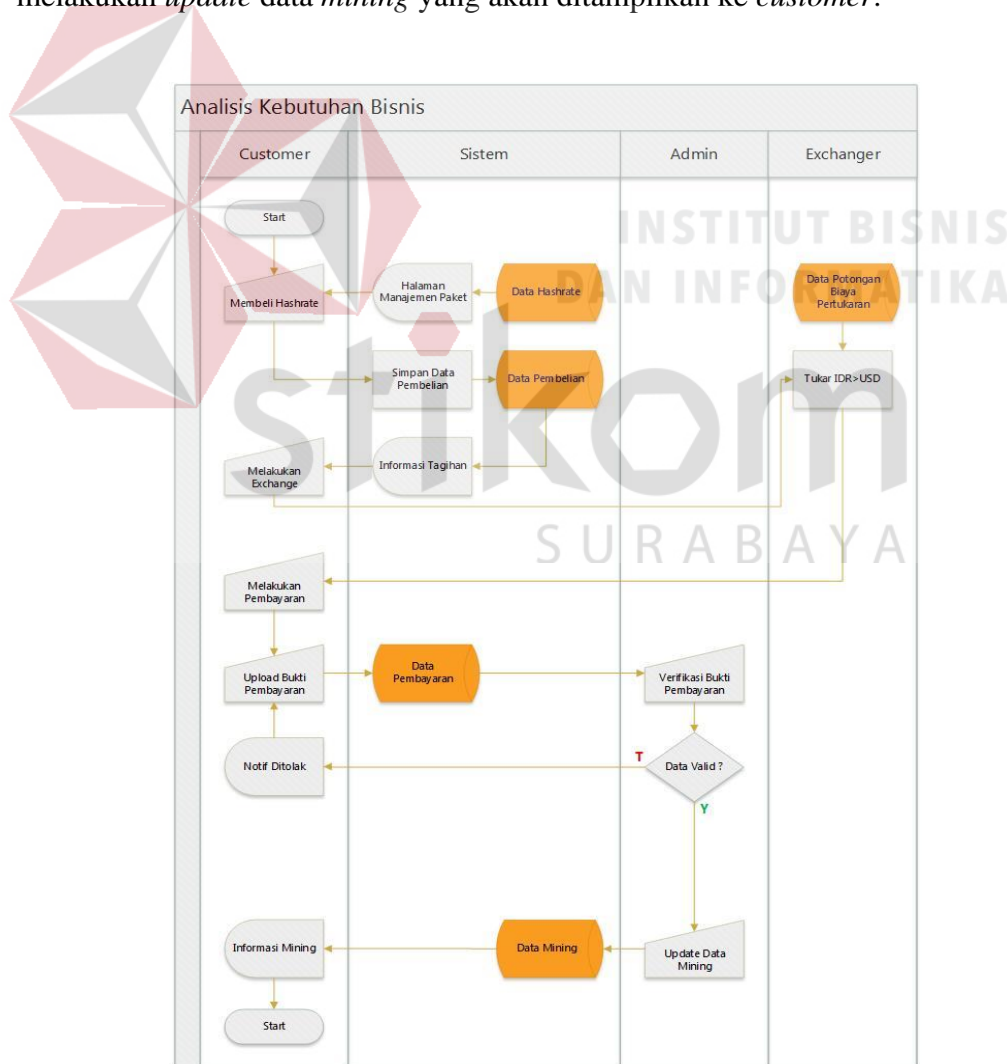 melakukan update data mining yang akan ditampilkan ke customer.
Analisis Kebutuhan Bisnis
Customer
Sistem
Admin
Exchanger
INSTITUT BISNIS
DAN INFORMATIKA
stikom
SURABAYA
Start
Membeli Hashrate
Halaman
Manajemen Paket
Data Hashrate
Data Potongan
Biaya
Pertukaran
Simpan Data
Pembelian
Data Pembelian
Tukar IDR>USD
Melakukan
Exchange
Informasi Tagihan
Melakukan
Pembayaran
Upload Bukti
Pembayaran
Data
Pembayaran
Verifikasi Bukti
Pembayaran
Notif Ditolak
T
Data Valid ?
Y
Informasi Mining
Data Mining
Update Data
Mining
Start